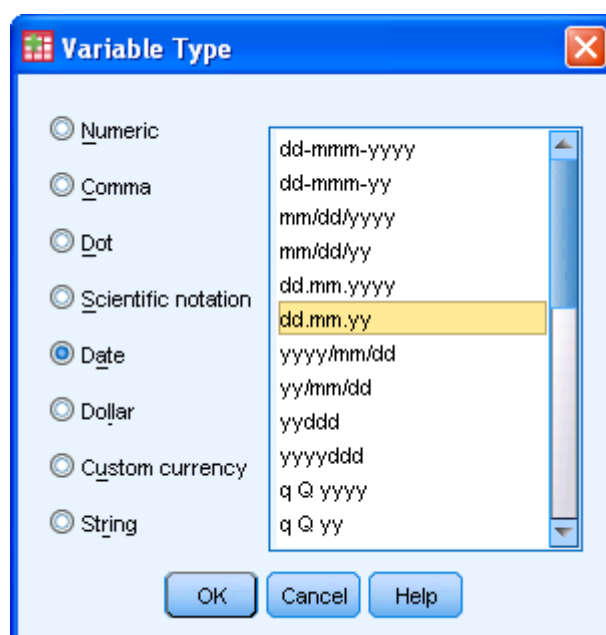 Variable Type
Numeric
Comma
Dot
Scientific notation
Date
Dollar
Custom currency
String
dd-mmm-yyyy
dd-mmm-yy
mm/dd/yyyy
mm/dd/yy
dd.mm.yyyy
dd.mm.yy
yyyy/mm/dd
yy/mm/dd
yyddd
yyyyddd
q Q yyyy
q Q yy
OK
Cancel
Help